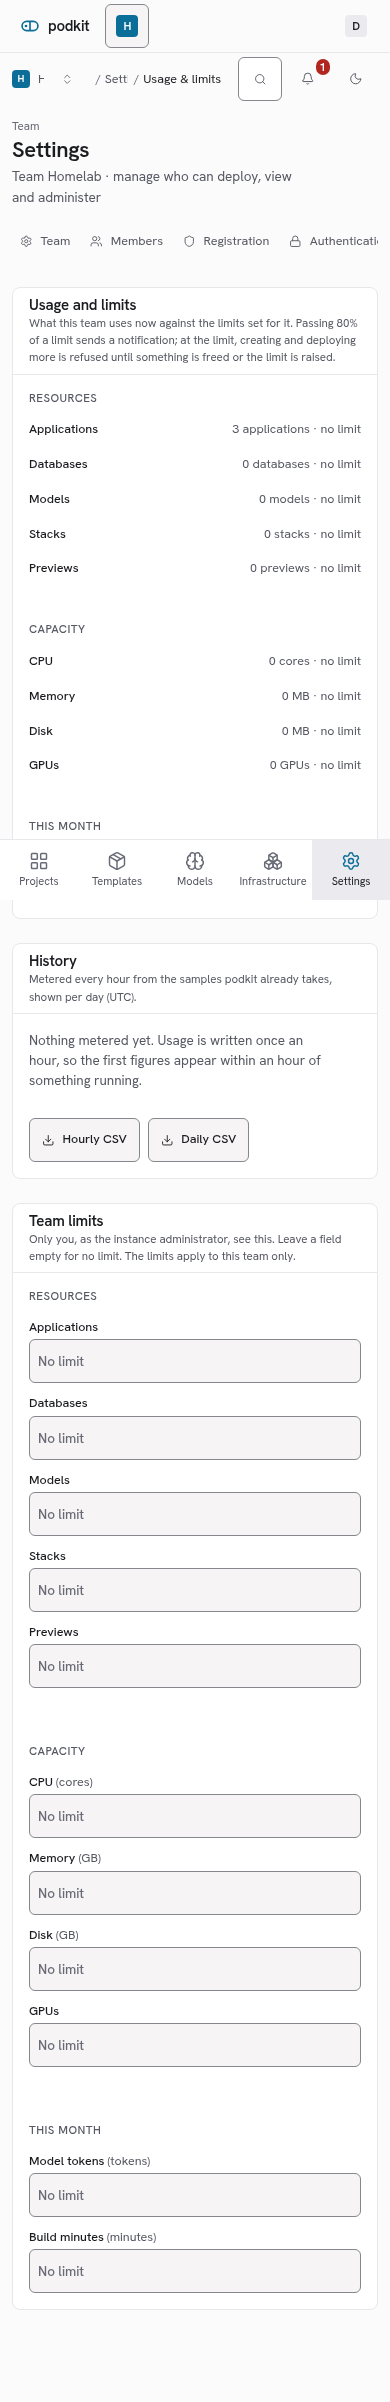 podkit
H
D
H
/ Sett / Usage & limits
1
Team
Settings
Team Homelab · manage who can deploy, view
and administer
Team
Members
Registration
Authenticati
Usage and limits
What this team uses now against the limits set for it. Passing 80%
of a limit sends a notification; at the limit, creating and deploying
more is refused until something is freed or the limit is raised.
RESOURCES
Applications 3 applications · no limit
Databases 0 databases · no limit
Models 0 models · no limit
Stacks 0 stacks · no limit
Previews 0 previews · no limit
CAPACITY
CPU 0 cores · no limit
Memory 0 MB · no limit
Disk 0 MB · no limit
GPUs 0 GPUs · no limit
THIS MONTH
Projects
Templates
Models
Infrastructure
Settings
History
Metered every hour from the samples podkit already takes,
shown per day (UTC).
Nothing metered yet. Usage is written once an
hour, so the first figures appear within an hour of
something running.
Hourly CSV
Daily CSV
Team limits
Only you, as the instance administrator, see this. Leave a field
empty for no limit. The limits apply to this team only.
RESOURCES
Applications
No limit
Databases
No limit
Models
No limit
Stacks
No limit
Previews
No limit
CAPACITY
CPU (cores)
No limit
Memory (GB)
No limit
Disk (GB)
No limit
GPUs
No limit
THIS MONTH
Model tokens (tokens)
No limit
Build minutes (minutes)
No limit